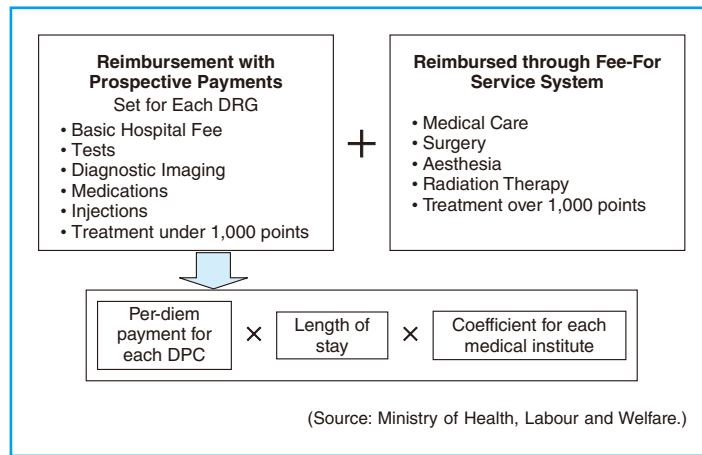 Reimbursement with
Prospective Payments
Set for Each DRG
• Basic Hospital Fee
• Tests
• Diagnostic Imaging
• Medications
• Injections
• Treatment under 1,000 points
+
Reimbursed through Fee-For
Service System
• Medical Care
• Surgery
• Aesthesia
• Radiation Therapy
• Treatment over 1,000 points
Per-diem
payment for
each DPC
×
Length of
stay
×
Coefficient for each
medical institute
(Source: Ministry of Health, Labour and Welfare.)